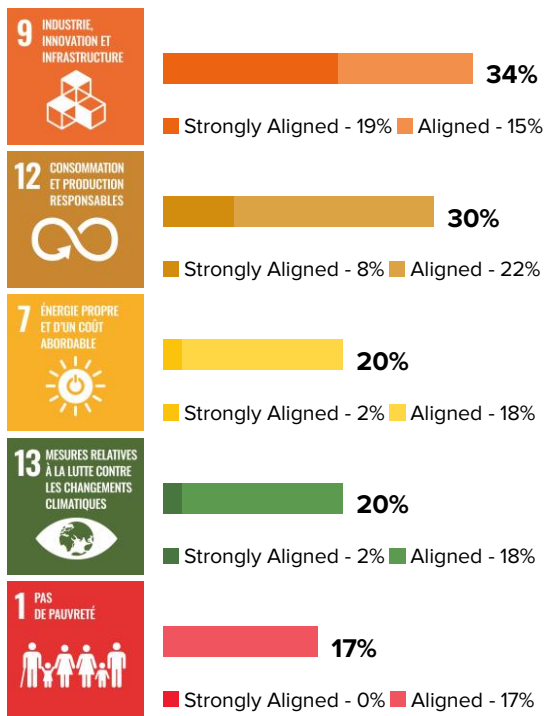 9 INDUSTRIE,
INNOVATION ET
INFRASTRUCTURE
34%
Strongly Aligned - 19% Aligned - 15%
12 CONSOMMATION
ET PRODUCTION
RESPONSABLES
30%
Strongly Aligned - 8% Aligned - 22%
7 ÉNERGIE PROPRE
ET D'UN COÛT
ABORDABLE
20%
Strongly Aligned - 2% Aligned - 18%
13 MESURES RELATIVES
À LA LUTTE CONTRE
LES CHANGEMENTS
CLIMATIQUES
20%
Strongly Aligned - 2% Aligned - 18%
1 PAS
DE PAUVRETÉ
17%
Strongly Aligned - 0% Aligned - 17%